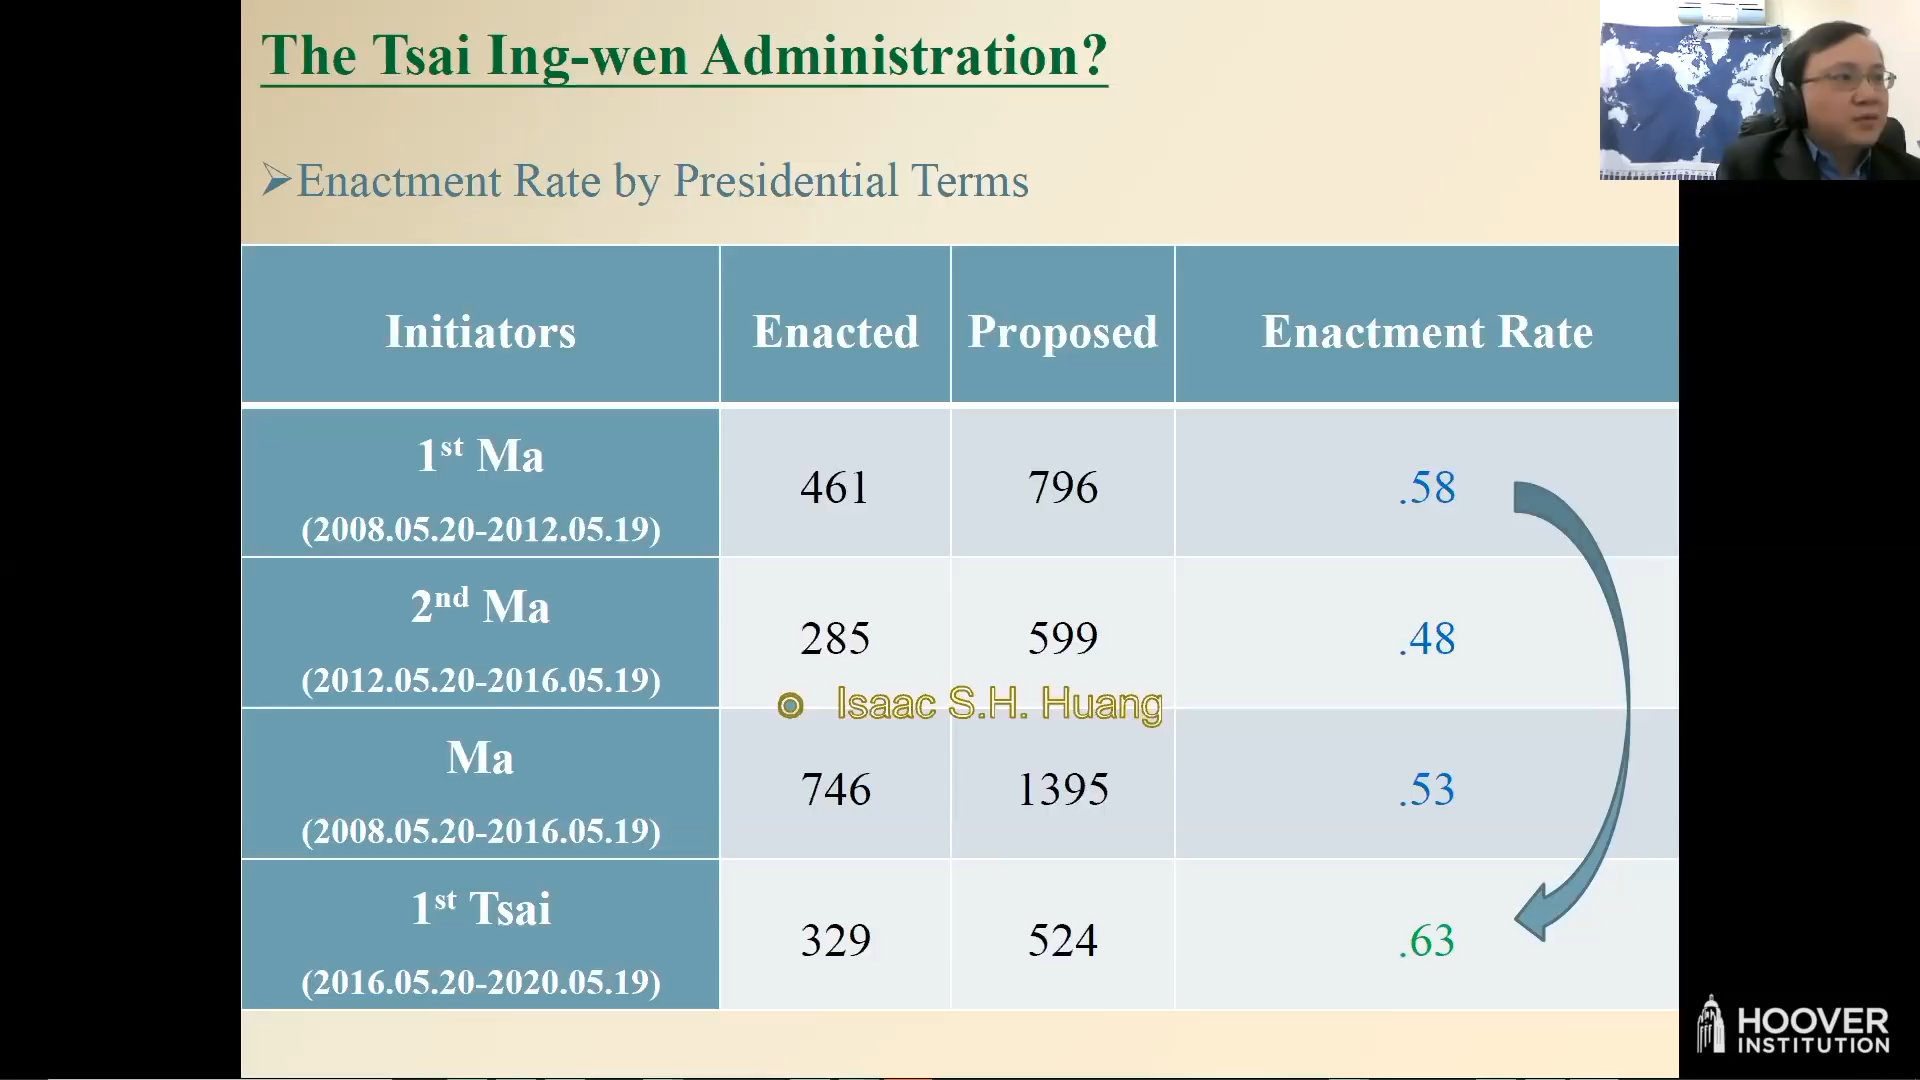 The Tsai Ing-wen Administration?
➢Enactment Rate by Presidential Terms
Initiators Enacted Proposed Enactment Rate
1st Ma
(2008.05.20-2012.05.19)
461 796 .58
2nd Ma
(2012.05.20-2016.05.19)
285 599 .48
Isaac S.H. Huang
Ma
(2008.05.20-2016.05.19)
746 1395 .53
1st Tsai
(2016.05.20-2020.05.19)
329 524 .63
HOOVER
INSTITUTION